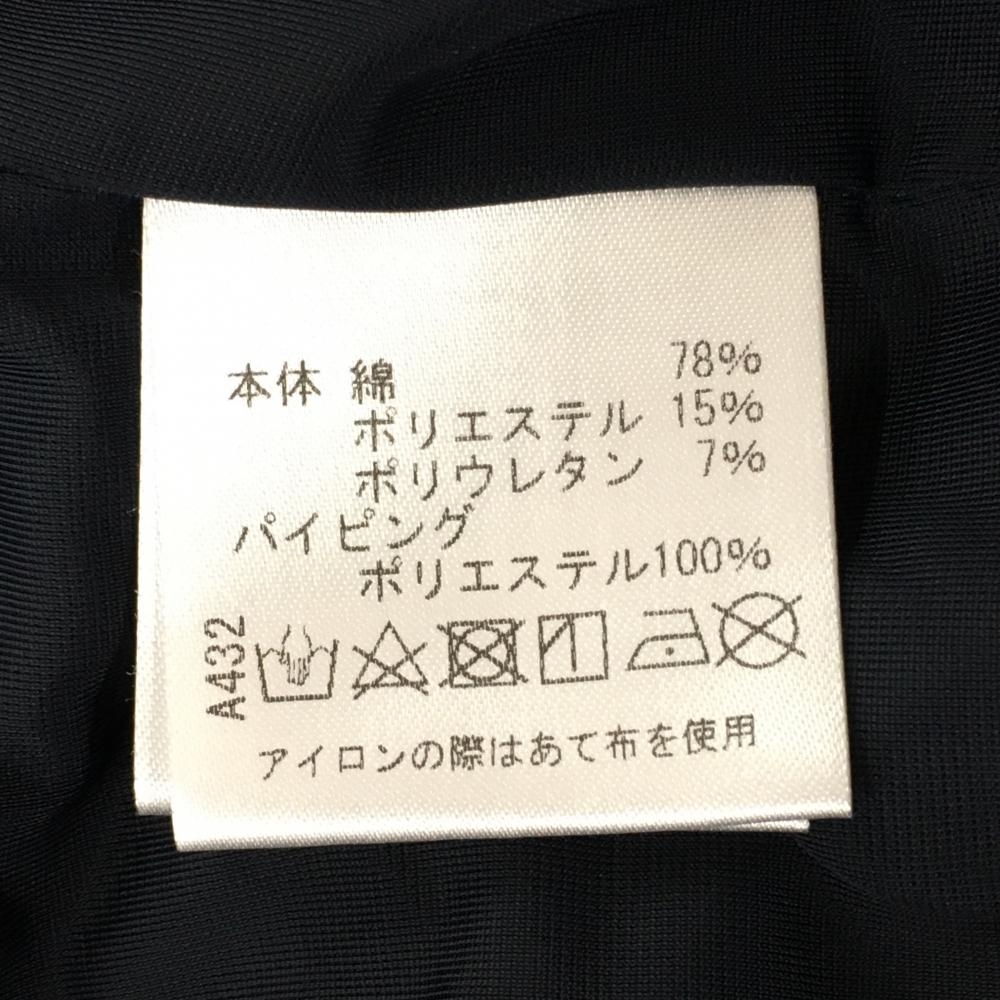 本体 綿 78%
ポリエステル 15%
ポリウレタン 7%
パイピング
ポリエステル100%
A432
アイロンの際はあて布を使用